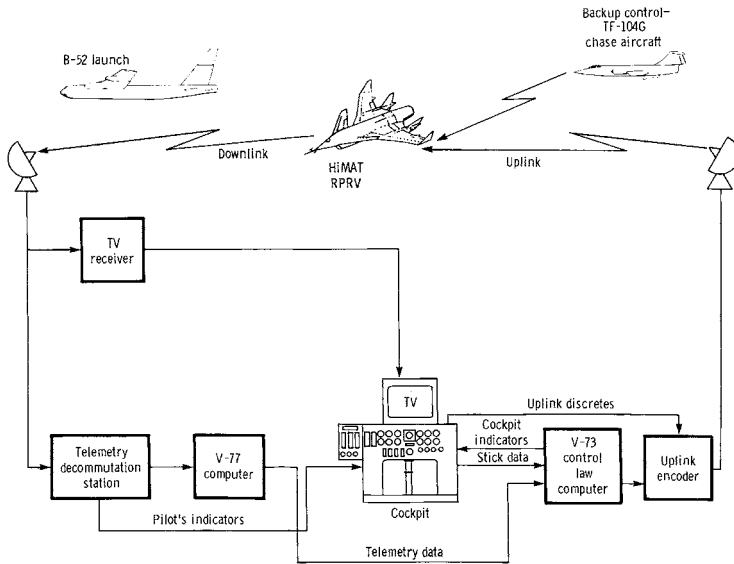 Backup control-
TF-104G
chase aircraft
B-52 launch
Downlink
HiMAT
RPRV
Uplink
TV
receiver
TV
Uplink discretes
Cockpit
indicators
Stick data
Telemetry
decommutation
station
V-77
computer
V-73
control
law
computer
Uplink
encoder
Pilot's indicators
Cockpit
Telemetry data